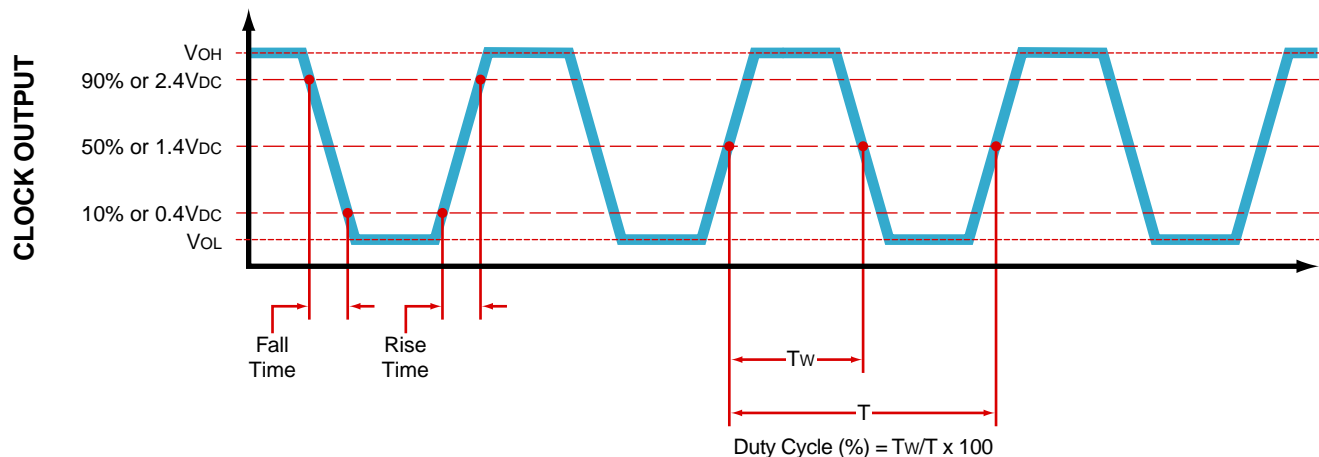 CLOCK OUTPUT
VOH
90% or 2.4VDC
50% or 1.4VDC
10% or 0.4VDC
VOL
Fall
Time
Rise
Time
TW
T
Duty Cycle (%) = TW/T x 100